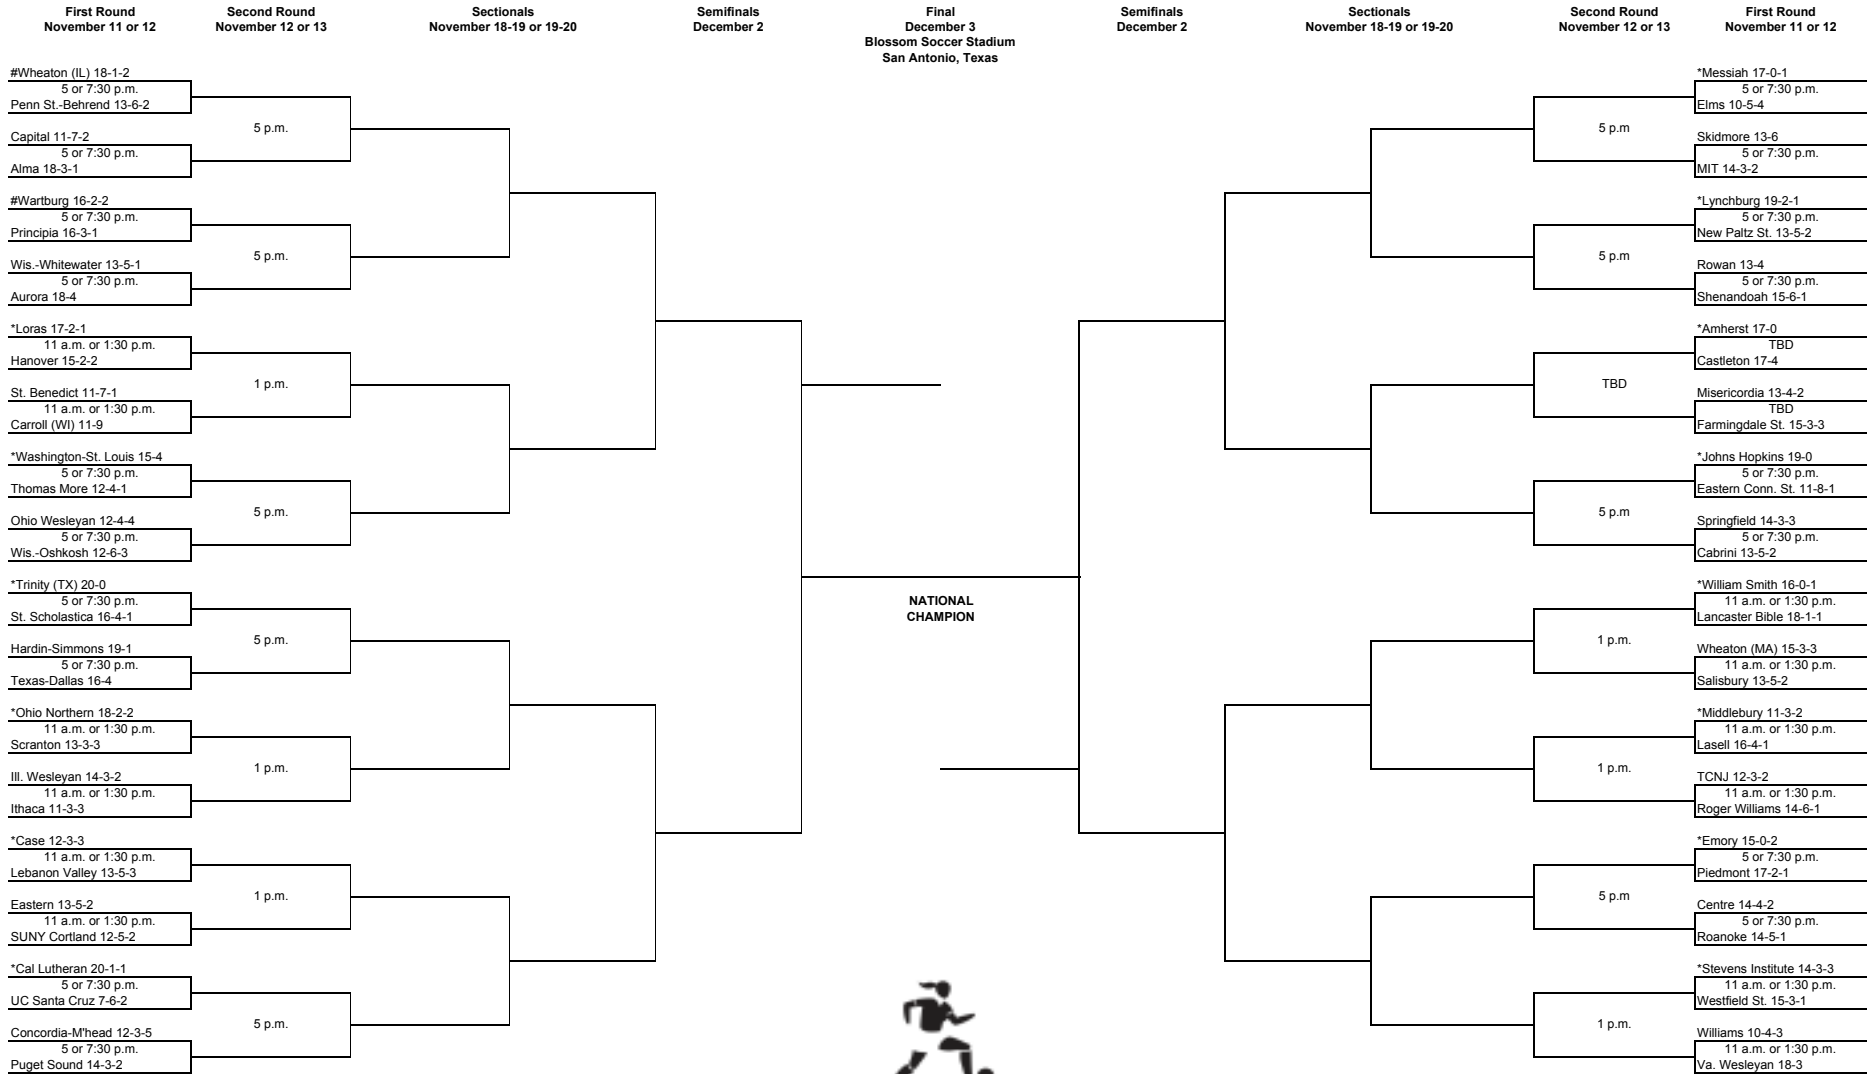 First Round
November 11 or 12
Second Round
November 12 or 13
Sectionals
November 18-19 or 19-20
Semifinals
December 2
Final
December 3
Blossom Soccer Stadium
San Antonio, Texas
Semifinals
December 2
Sectionals
November 18-19 or 19-20
Second Round
November 12 or 13
First Round
November 11 or 12
#Wheaton (IL) 18-1-2
5 or 7:30 p.m.
Penn St.-Behrend 13-6-2
5 p.m.
Capital 11-7-2
5 or 7:30 p.m.
Alma 18-3-1
#Wartburg 16-2-2
5 or 7:30 p.m.
Principia 16-3-1
5 p.m.
Wis.-Whitewater 13-5-1
5 or 7:30 p.m.
Aurora 18-4
*Loras 17-2-1
11 a.m. or 1:30 p.m.
Hanover 15-2-2
1 p.m.
St. Benedict 11-7-1
11 a.m. or 1:30 p.m.
Carroll (WI) 11-9
*Washington-St. Louis 15-4
5 or 7:30 p.m.
Thomas More 12-4-1
5 p.m.
Ohio Wesleyan 12-4-4
5 or 7:30 p.m.
Wis.-Oshkosh 12-6-3
*Trinity (TX) 20-0
5 or 7:30 p.m.
St. Scholastica 16-4-1
5 p.m.
Hardin-Simmons 19-1
5 or 7:30 p.m.
Texas-Dallas 16-4
*Ohio Northern 18-2-2
11 a.m. or 1:30 p.m.
Scranton 13-3-3
1 p.m.
Ill. Wesleyan 14-3-2
11 a.m. or 1:30 p.m.
Ithaca 11-3-3
*Case 12-3-3
11 a.m. or 1:30 p.m.
Lebanon Valley 13-5-3
1 p.m.
Eastern 13-5-2
11 a.m. or 1:30 p.m.
SUNY Cortland 12-5-2
*Cal Lutheran 20-1-1
5 or 7:30 p.m.
UC Santa Cruz 7-6-2
5 p.m.
Concordia-M'head 12-3-5
5 or 7:30 p.m.
Puget Sound 14-3-2
NATIONAL
CHAMPION
*Messiah 17-0-1
5 or 7:30 p.m.
Elms 10-5-4
5 p.m
Skidmore 13-6
5 or 7:30 p.m.
MIT 14-3-2
*Lynchburg 19-2-1
5 or 7:30 p.m.
New Paltz St. 13-5-2
5 p.m
Rowan 13-4
5 or 7:30 p.m.
Shenandoah 15-6-1
*Amherst 17-0
TBD
Castleton 17-4
TBD
Misericordia 13-4-2
TBD
Farmingdale St. 15-3-3
*Johns Hopkins 19-0
5 or 7:30 p.m.
Eastern Conn. St. 11-8-1
5 p.m
Springfield 14-3-3
5 or 7:30 p.m.
Cabrini 13-5-2
*William Smith 16-0-1
11 a.m. or 1:30 p.m.
Lancaster Bible 18-1-1
1 p.m.
Wheaton (MA) 15-3-3
11 a.m. or 1:30 p.m.
Salisbury 13-5-2
*Middlebury 11-3-2
11 a.m. or 1:30 p.m.
Lasell 16-4-1
1 p.m.
TCNJ 12-3-2
11 a.m. or 1:30 p.m.
Roger Williams 14-6-1
*Emory 15-0-2
5 or 7:30 p.m.
Piedmont 17-2-1
5 p.m
Centre 14-4-2
5 or 7:30 p.m.
Roanoke 14-5-1
*Stevens Institute 14-3-3
11 a.m. or 1:30 p.m.
Westfield St. 15-3-1
1 p.m.
Williams 10-4-3
11 a.m. or 1:30 p.m.
Va. Wesleyan 18-3